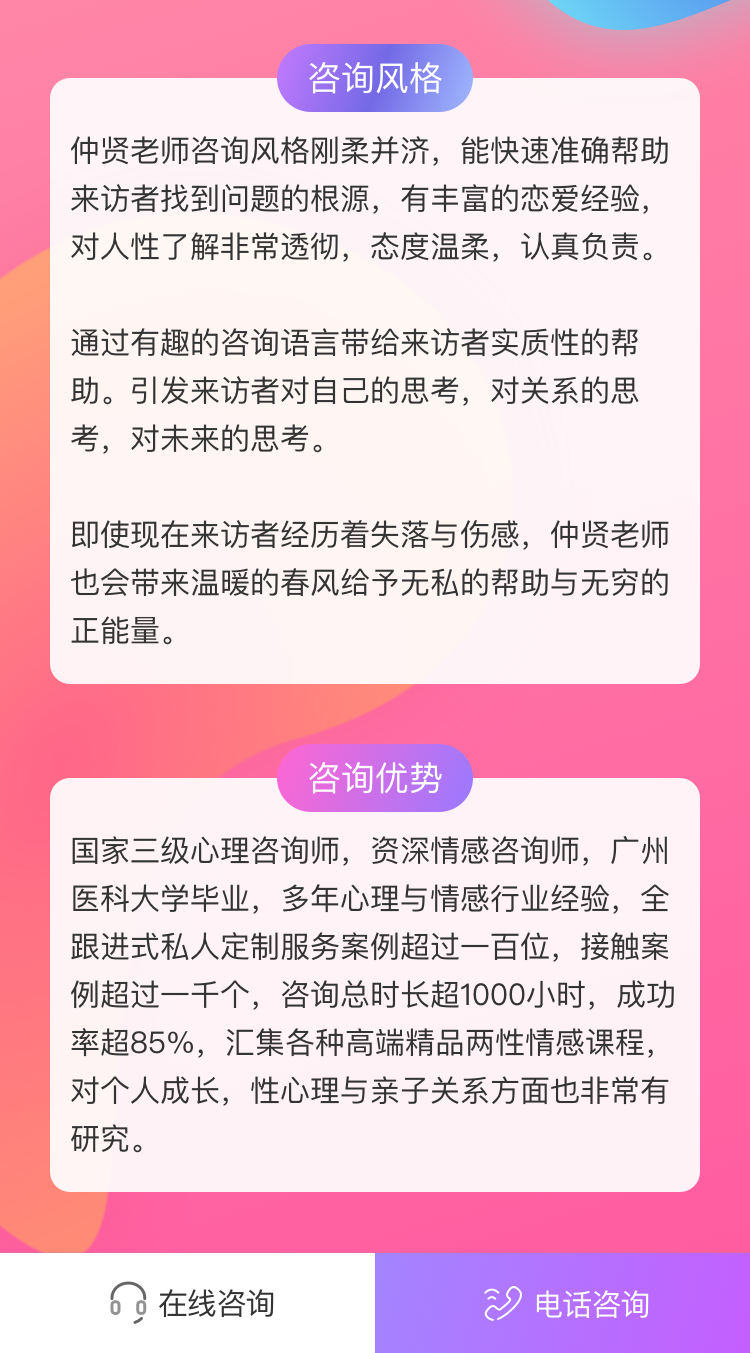 咨询风格
仲贤老师咨询风格刚柔并济，能快速准确帮助
来访者找到问题的根源，有丰富的恋爱经验，
对人性了解非常透彻，态度温柔，认真负责。
通过有趣的咨询语言带给来访者实质性的帮
助。引发来访者对自己的思考，对关系的思
考，对未来的思考。
即使现在来访者经历着失落与伤感，仲贤老师
也会带来温暖的春风给予无私的帮助与无穷的
正能量。
咨询优势
国家三级心理咨询师，资深情感咨询师，广州
医科大学毕业，多年心理与情感行业经验，全
跟进式私人定制服务案例超过一百位，接触案
例超过一千个，咨询总时长超1000小时，成功
率超85%，汇集各种高端精品两性情感课程，
对个人成长，性心理与亲子关系方面也非常有
研究。
在线咨询
电话咨询